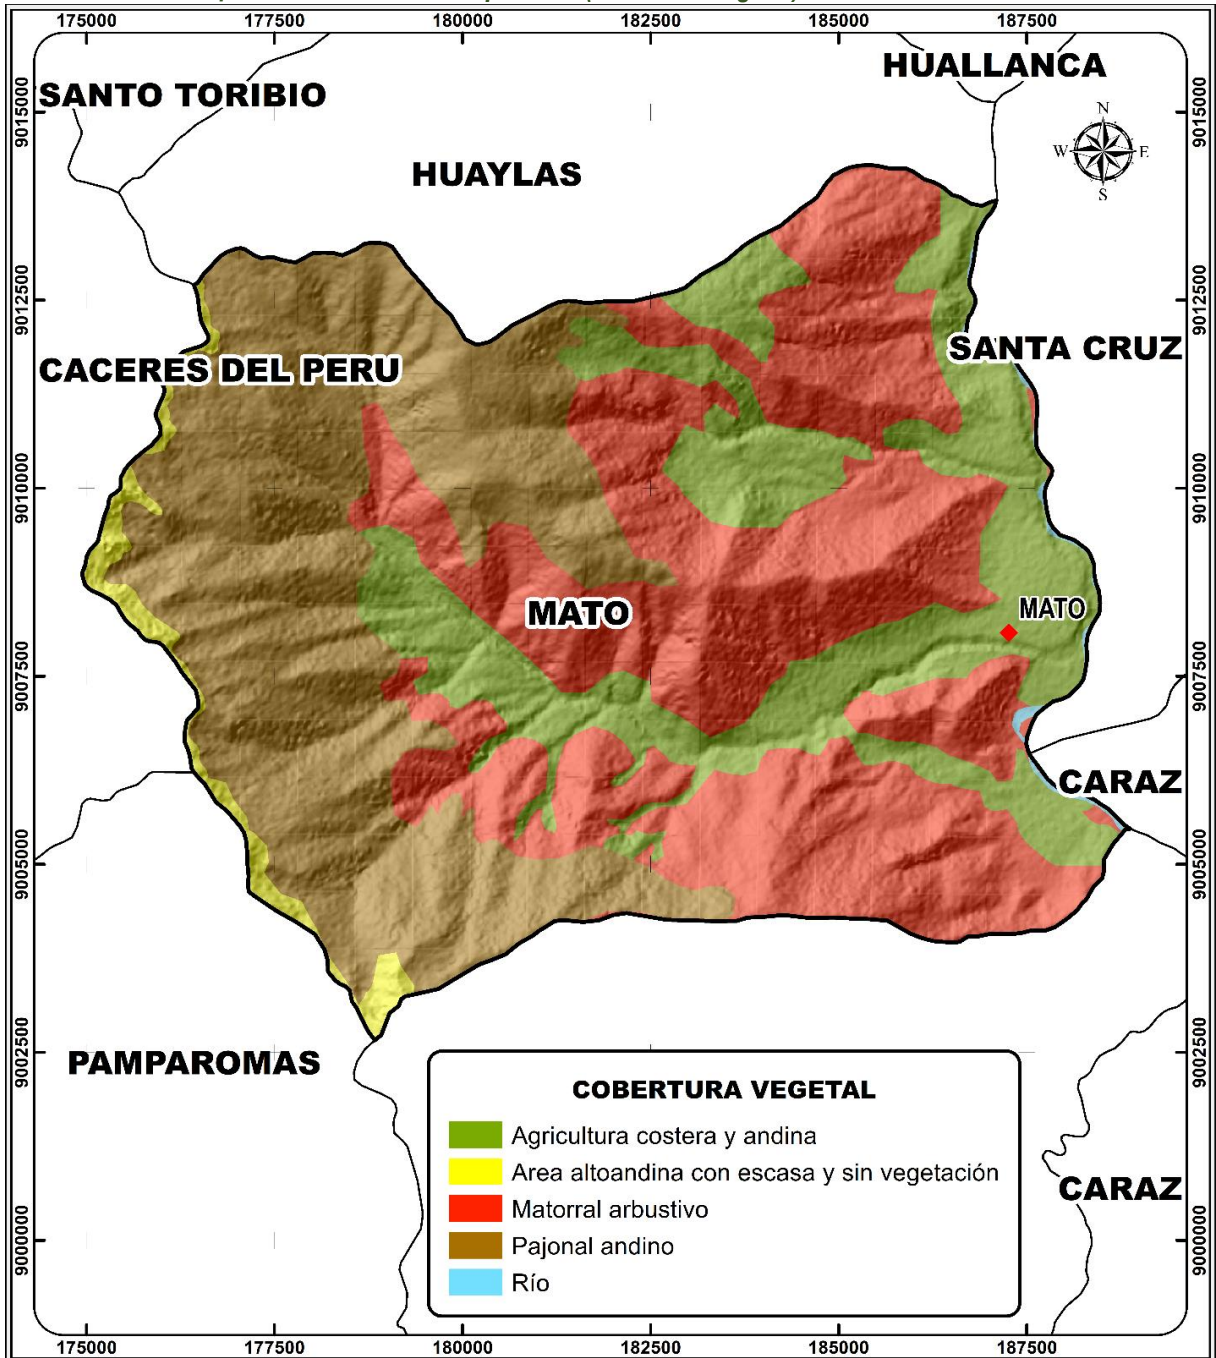 175000 177500 180000 182500 185000 187500
HUALLANCA
SANTO TORIBIO
N
W E
S
HUAYLAS
SANTA CRUZ
CACERES DEL PERU
MATO
MATO
CARAZ
PAMPAROMAS
CARAZ
COBERTURA VEGETAL
Agricultura costera y andina
Area altoandina con escasa y sin vegetación
Matorral arbustivo
Pajonal andino
Río
9015000
9012500
9010000
9007500
9005000
9002500
9000000
9015000
9012500
9010000
9007500
9005000
9002500
9000000
175000 177500 180000 182500 185000 187500